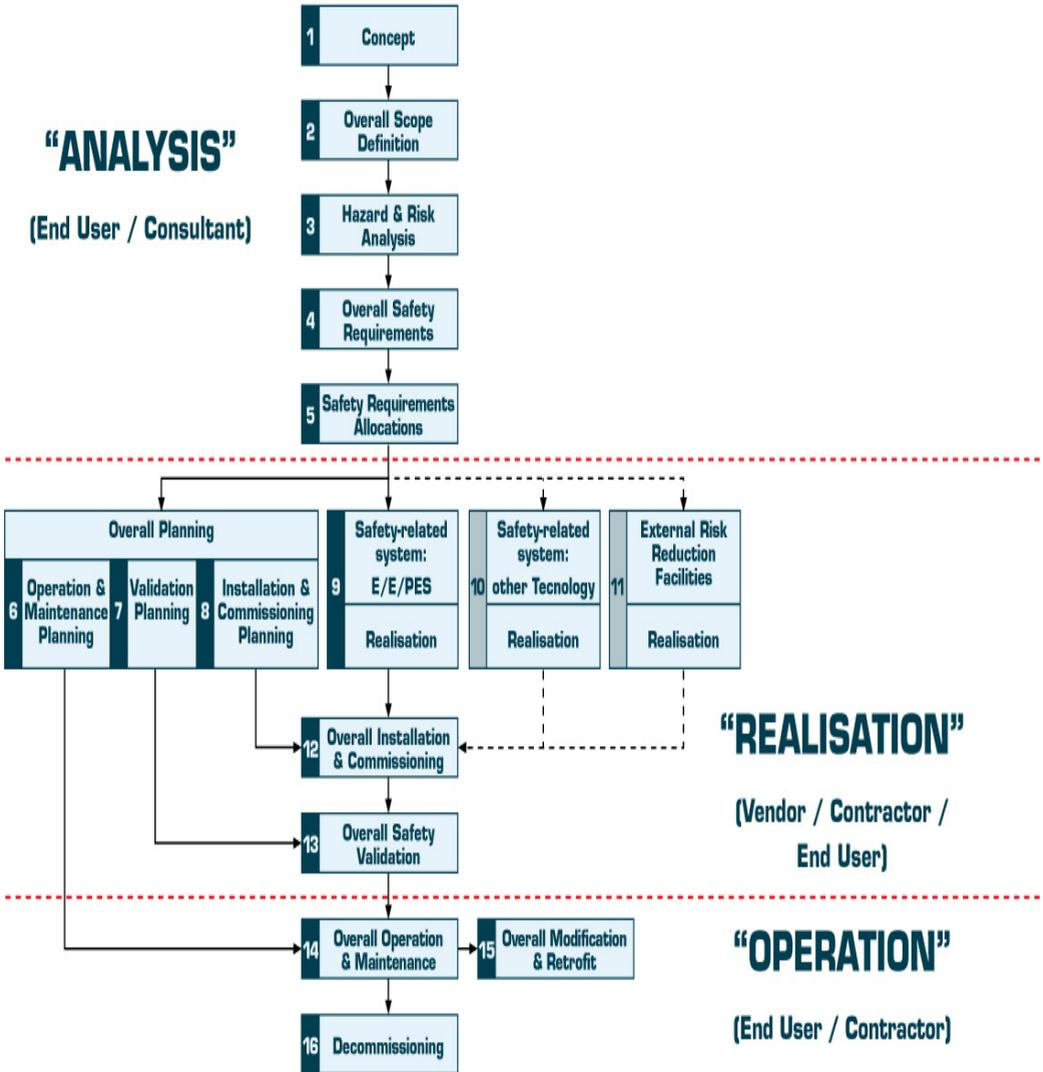 1
Concept
2
Overall Scope
Definition
“ANALYSIS”
(End User / Consultant)
3
Hazard & Risk
Analysis
4
Overall Safety
Requirements
5
Safety Requirements
Allocations
Overall Planning
6
Operation &
Maintenance
Planning
7
Validation
Planning
8
Installation &
Commissioning
Planning
9
Safety-related
system:
E/E/PES
Realisation
10
Safety-related
system:
other Tecnology
Realisation
11
External Risk
Reduction
Facilities
Realisation
12
Overall Installation
& Commissioning
“REALISATION”
(Vendor / Contractor /
End User)
13
Overall Safety
Validation
14
Overall Operation
& Maintenance
15
Overall Modification
& Retrofit
“OPERATION”
(End User / Contractor)
16
Decommissioning